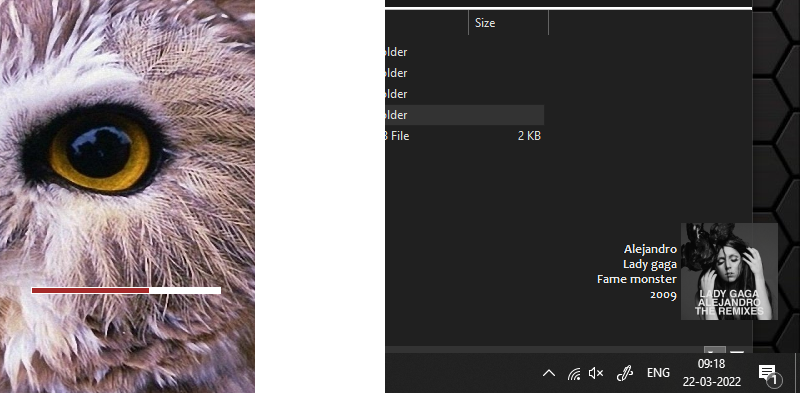 Size
older
older
older
older
3 File 2 KB
Alejandro
Lady gaga
Fame monster
2009
LADY GAGA
ALEJANDRO
THE REMIXES
ENG
09:18
22-03-2022
1